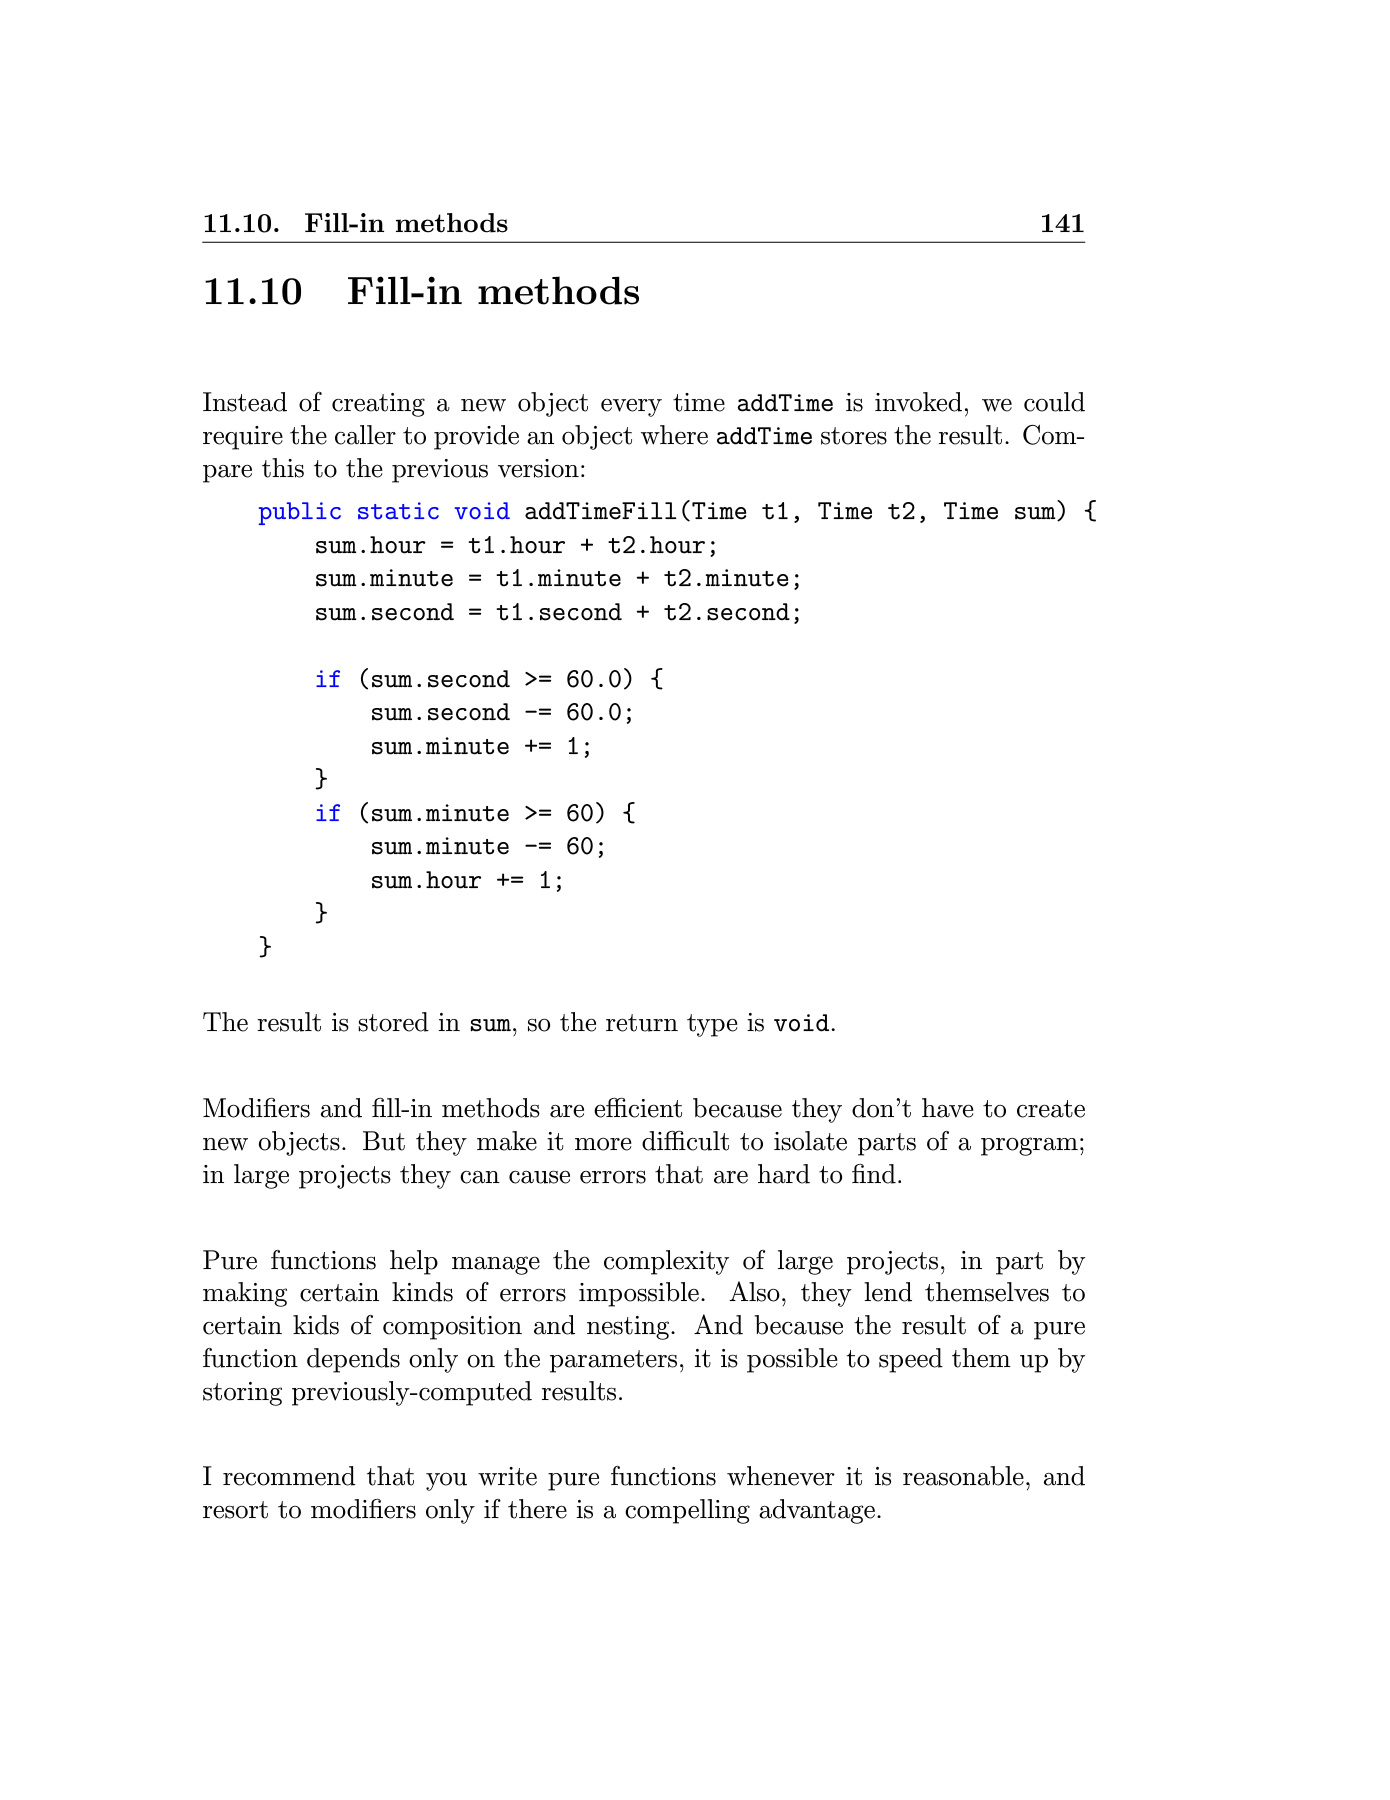 11.10. Fill-in methods 141
11.10 Fill-in methods
Instead of creating a new object every time addTime is invoked, we could
require the caller to provide an object where addTime stores the result. Com-
pare this to the previous version:
public static void addTimeFill(Time t1, Time t2, Time sum) {
    sum.hour = t1.hour + t2.hour;
    sum.minute = t1.minute + t2.minute;
    sum.second = t1.second + t2.second;
    if (sum.second >= 60.0) {
        sum.second -= 60.0;
        sum.minute += 1;
    }
    if (sum.minute >= 60) {
        sum.minute -= 60;
        sum.hour += 1;
    }
}
The result is stored in sum, so the return type is void.
Modifiers and fill-in methods are efficient because they don't have to create
new objects. But they make it more difficult to isolate parts of a program;
in large projects they can cause errors that are hard to find.
Pure functions help manage the complexity of large projects, in part by
making certain kinds of errors impossible. Also, they lend themselves to
certain kids of composition and nesting. And because the result of a pure
function depends only on the parameters, it is possible to speed them up by
storing previously-computed results.
I recommend that you write pure functions whenever it is reasonable, and
resort to modifiers only if there is a compelling advantage.